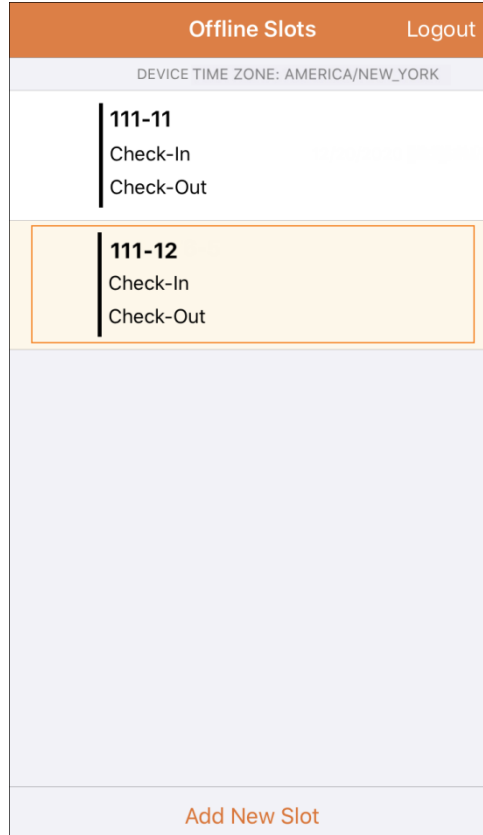 Offline Slots
Logout
DEVICE TIME ZONE: AMERICA/NEW_YORK
111-11
Check-In
Check-Out
111-12
Check-In
Check-Out
Add New Slot